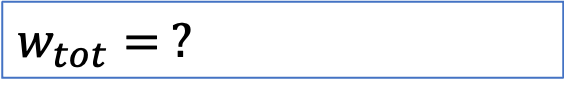 w_tot = ?